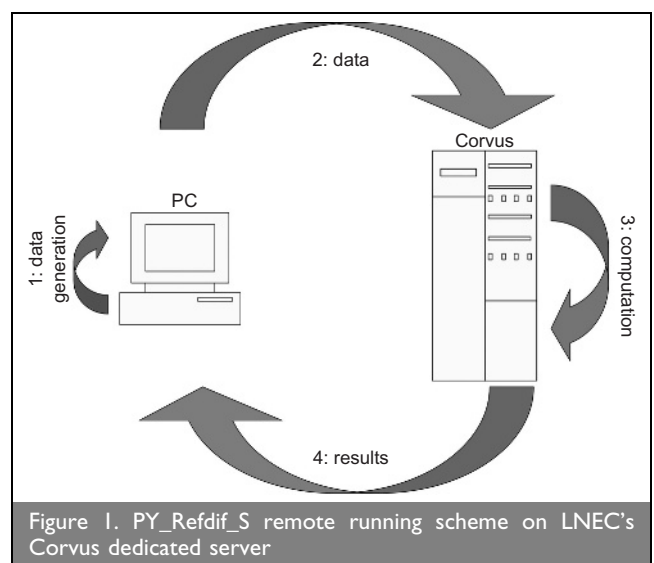 2: data
Corvus
PC
1: data
generation
3: computation
4: results
Figure 1. PY_Refdif_S remote running scheme on LNEC's
Corvus dedicated server